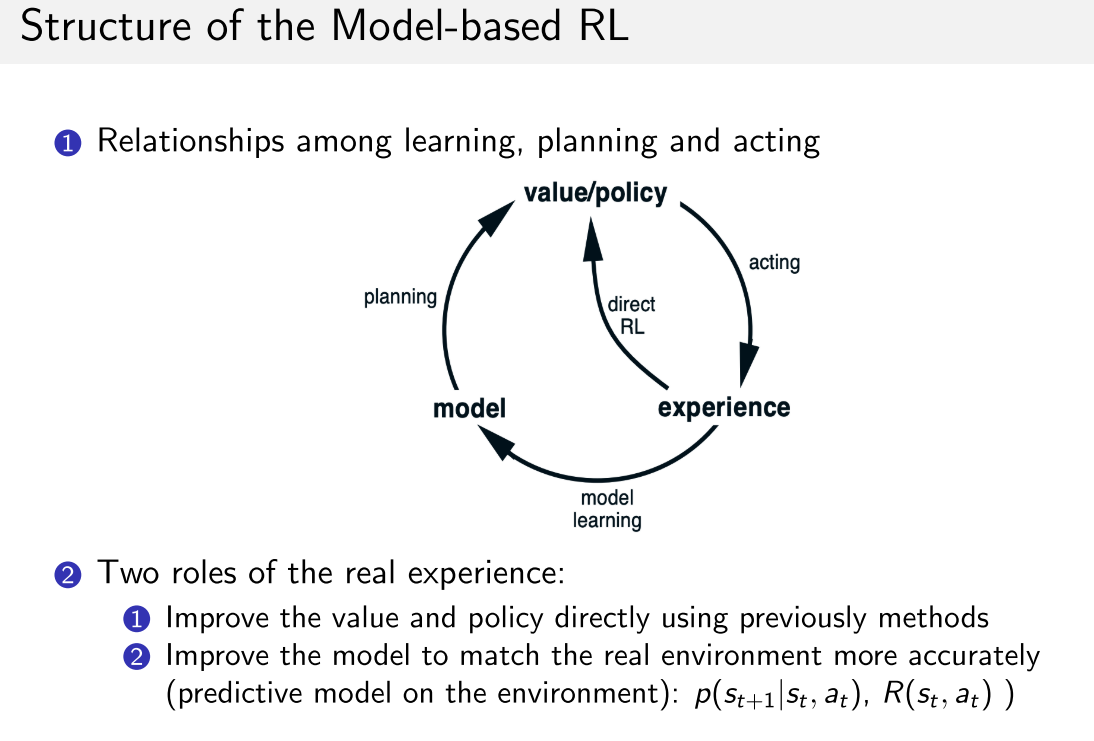 Structure of the Model-based RL
1 Relationships among learning, planning and acting
value/policy
acting
planning
direct
RL
model
experience
model
learning
2 Two roles of the real experience:
1 Improve the value and policy directly using previously methods
2 Improve the model to match the real environment more accurately
(predictive model on the environment): p(s_{t+1}|s_t, a_t), R(s_t, a_t) )